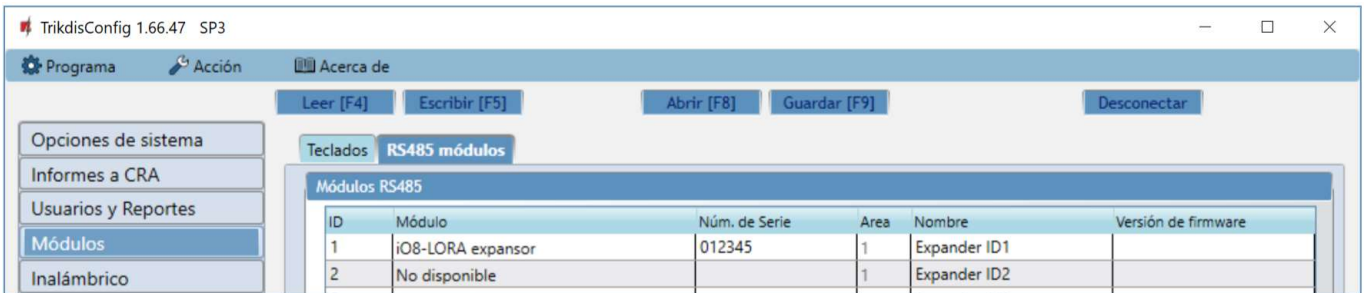 TrikdisConfig 1.66.47 SP3
Programa Acción Acerca de
Leer [F4] Escribir [F5] Abrir [F8] Guardar [F9] Desconectar
Opciones de sistema
Informes a CRA
Usuarios y Reportes
Módulos
Inalámbrico
Teclados RS485 módulos
Módulos RS485
ID Módulo Núm. de Serie Area Nombre Versión de firmware
1 iO8-LORA expansor 012345 1 Expander ID1
2 No disponible 1 Expander ID2